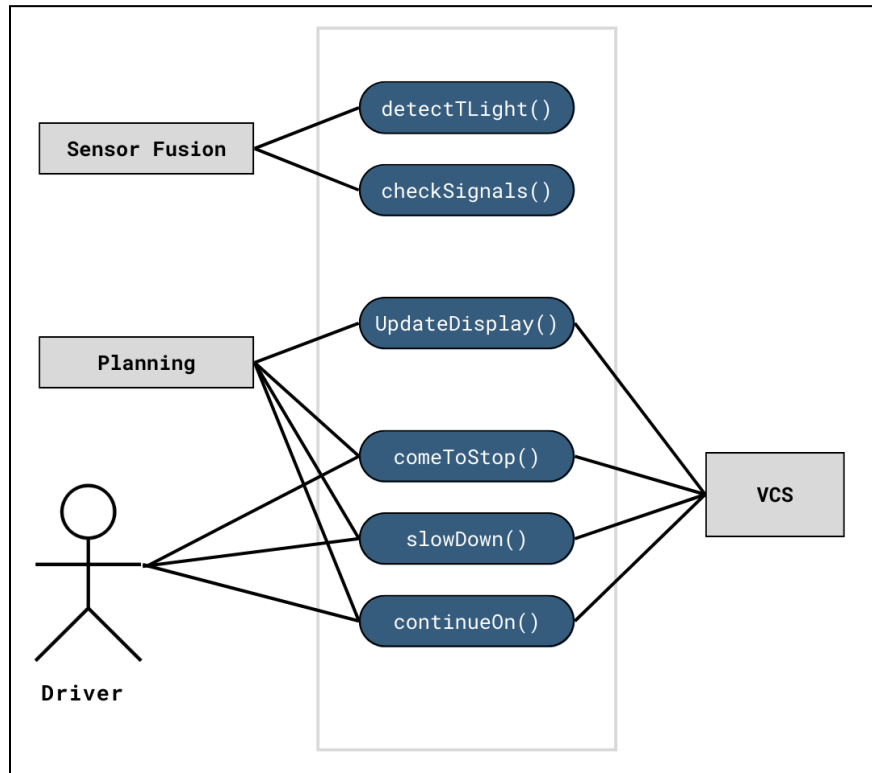 detectTLight()
Sensor Fusion
checkSignals()
UpdateDisplay()
Planning
comeToStop()
VCS
slowDown()
continueOn()
Driver